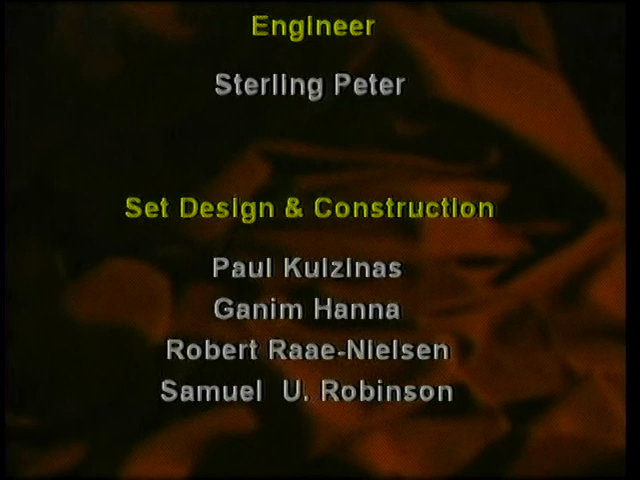 Engineer
Sterling Peter
Set Design & Construction
Paul Kulzinas
Ganim Hanna
Robert Raae-Nielsen
Samuel U. Robinson